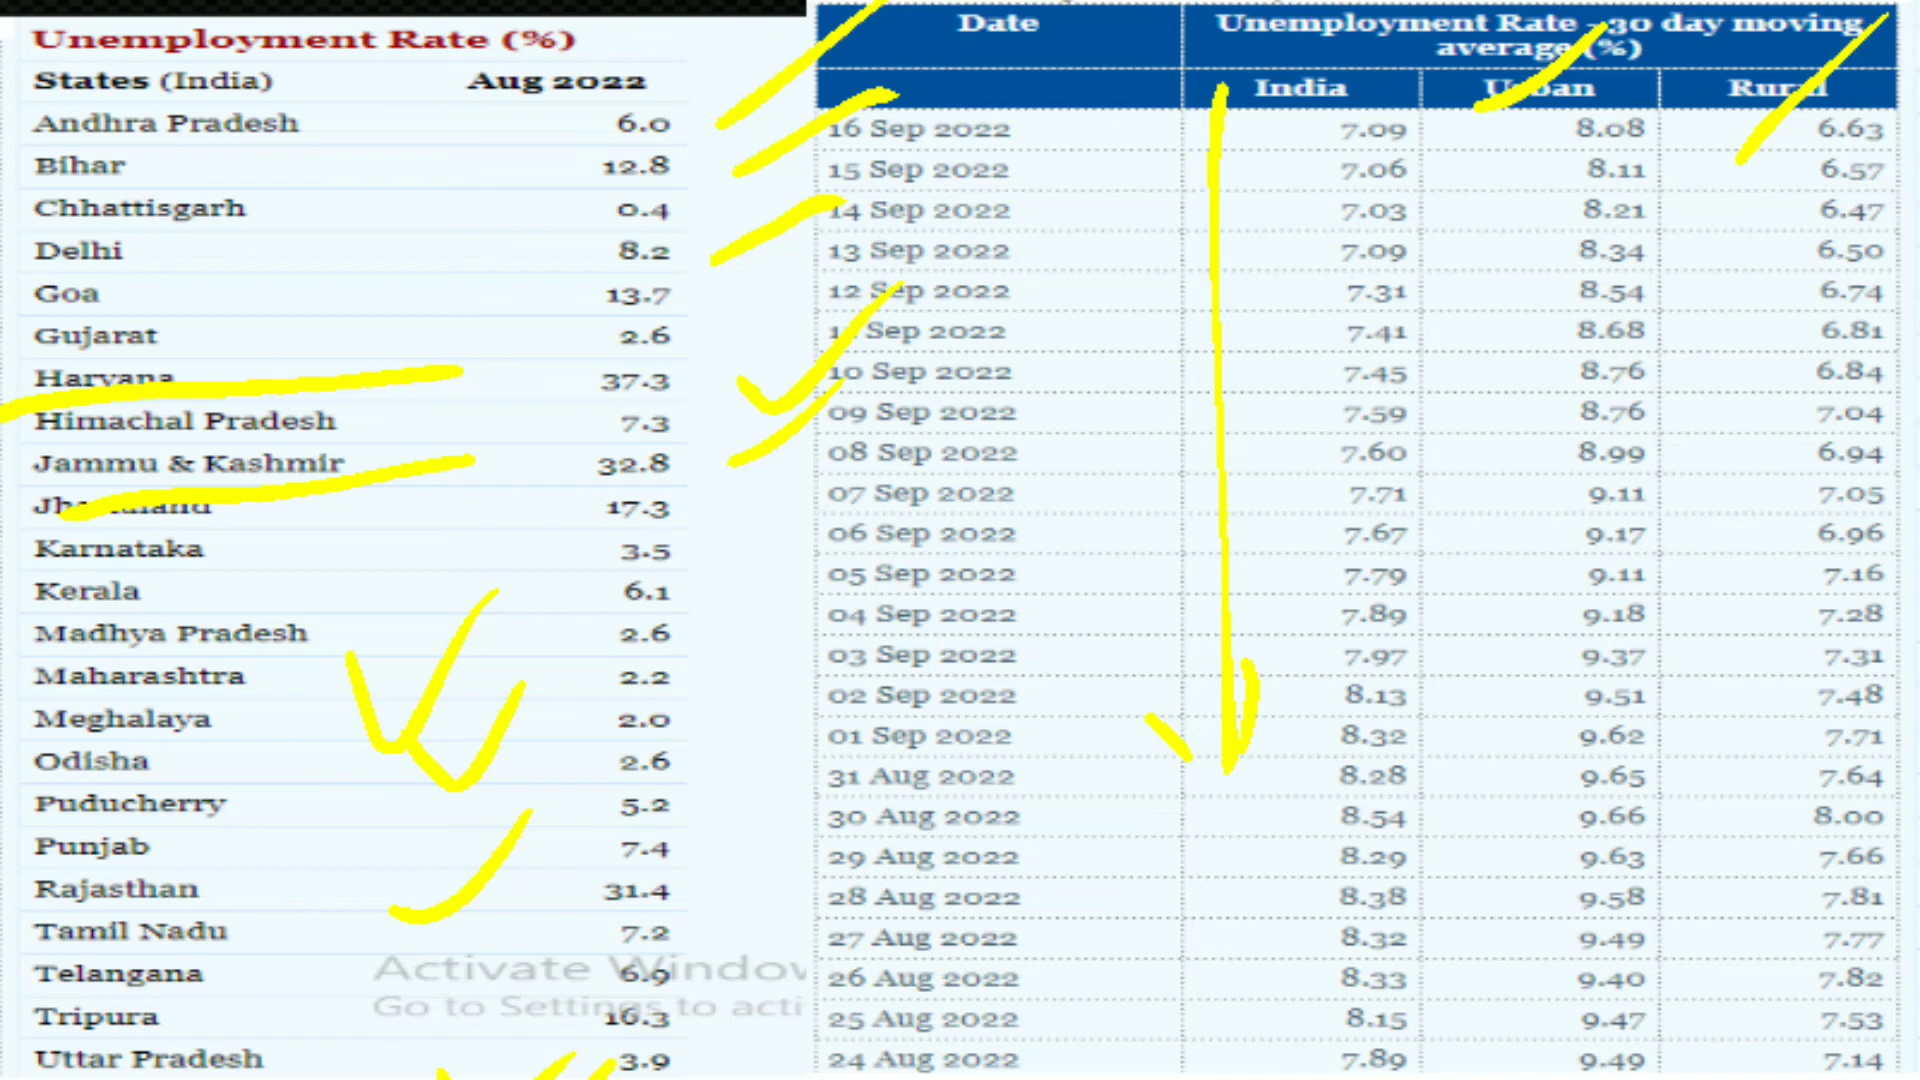 Unemployment Rate (%)
States (India) Aug 2022
Andhra Pradesh 6.0
Bihar 12.8
Chhattisgarh 0.4
Delhi 8.2
Goa 13.7
Gujarat 2.6
Haryana 37.3
Himachal Pradesh 7.3
Jammu & Kashmir 32.8
Jharkhand 17.3
Karnataka 3.5
Kerala 6.1
Madhya Pradesh 2.6
Maharashtra 2.2
Meghalaya 2.0
Odisha 2.6
Puducherry 5.2
Punjab 7.4
Rajasthan 31.4
Tamil Nadu 7.2
Telangana 6.9
Tripura 16.3
Uttar Pradesh 3.9
Activate Window
Go to Settings to acti
Date Unemployment Rate - 30 day moving
average (%)
India Urban Rural
16 Sep 2022 7.09 8.08 6.63
15 Sep 2022 7.06 8.11 6.57
14 Sep 2022 7.03 8.21 6.47
13 Sep 2022 7.09 8.34 6.50
12 Sep 2022 7.31 8.54 6.74
11 Sep 2022 7.41 8.68 6.81
10 Sep 2022 7.45 8.76 6.84
09 Sep 2022 7.59 8.76 7.04
08 Sep 2022 7.60 8.99 6.94
07 Sep 2022 7.71 9.11 7.05
06 Sep 2022 7.67 9.17 6.96
05 Sep 2022 7.79 9.11 7.16
04 Sep 2022 7.89 9.18 7.28
03 Sep 2022 7.97 9.37 7.31
02 Sep 2022 8.13 9.51 7.48
01 Sep 2022 8.32 9.62 7.71
31 Aug 2022 8.28 9.65 7.64
30 Aug 2022 8.54 9.66 8.00
29 Aug 2022 8.29 9.63 7.66
28 Aug 2022 8.38 9.58 7.81
27 Aug 2022 8.32 9.49 7.77
26 Aug 2022 8.33 9.40 7.82
25 Aug 2022 8.15 9.47 7.53
24 Aug 2022 7.89 9.49 7.14